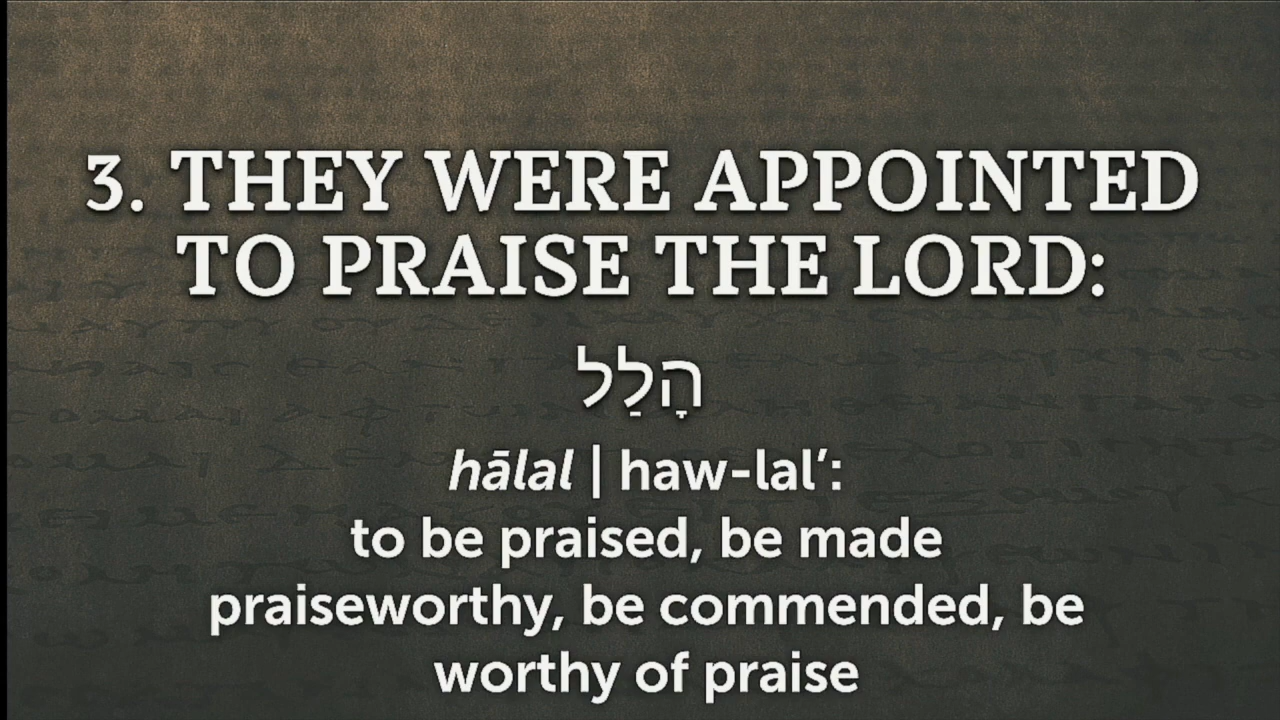 3. THEY WERE APPOINTED
TO PRAISE THE LORD:
הָלַל
hālal | haw-lal’:
to be praised, be made
praiseworthy, be commended, be
worthy of praise